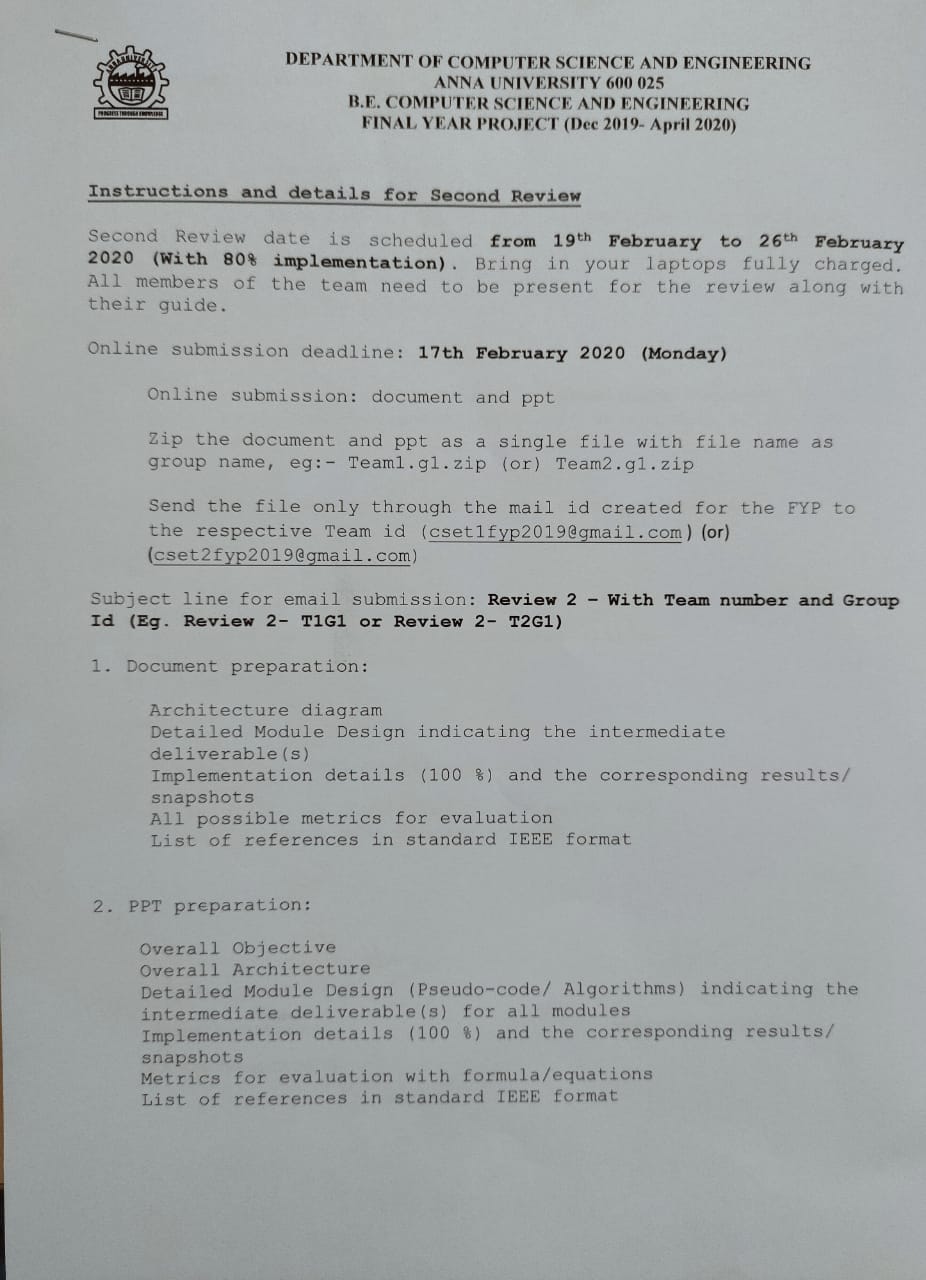 ANNA UNIVERSITY
PROGRESS THROUGH KNOWLEDGE
DEPARTMENT OF COMPUTER SCIENCE AND ENGINEERING
ANNA UNIVERSITY 600 025
B.E. COMPUTER SCIENCE AND ENGINEERING
FINAL YEAR PROJECT (Dec 2019- April 2020)
Instructions and details for Second Review
Second Review date is scheduled from 19th February to 26th February
2020 (With 80% implementation). Bring in your laptops fully charged.
All members of the team need to be present for the review along with
their guide.
Online submission deadline: 17th February 2020 (Monday)
Online submission: document and ppt
Zip the document and ppt as a single file with file name as
group name, eg:- Team1.g1.zip (or) Team2.g1.zip
Send the file only through the mail id created for the FYP to
the respective Team id (cset1fyp2019@gmail.com) (or)
(cset2fyp2019@gmail.com)
Subject line for email submission: Review 2 – With Team number and Group
Id (Eg. Review 2- T1G1 or Review 2- T2G1)
1. Document preparation:
Architecture diagram
Detailed Module Design indicating the intermediate
deliverable(s)
Implementation details (100 %) and the corresponding results/
snapshots
All possible metrics for evaluation
List of references in standard IEEE format
2. PPT preparation:
Overall Objective
Overall Architecture
Detailed Module Design (Pseudo-code/ Algorithms) indicating the
intermediate deliverable(s) for all modules
Implementation details (100 %) and the corresponding results/
snapshots
Metrics for evaluation with formula/equations
List of references in standard IEEE format